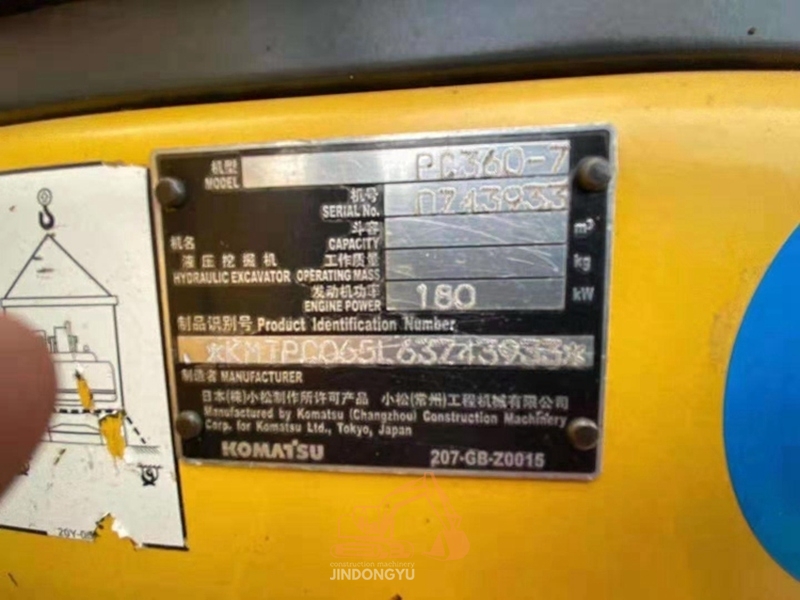 机型 PC360-7
MODEL
机号
SERIAL No. DZ43933
斗容 m³
机名 CAPACITY
液压挖掘机 工作质量
HYDRAULIC EXCAVATOR OPERATING MASS kg
发动机功率
ENGINE POWER 180 kW
制品识别号 Product Identification Number
*KMTPC065L63743933*
制造者 MANUFACTURER
日本(株)小松制作所许可产品 小松(常州)工程机械有限公司
Manufactured by Komatsu (Changzhou) Construction Machinery
Corp. for Komatsu Ltd., Tokyo, Japan
KOMATSU 207-GB-Z0015
construction machinery
JINDONGYU